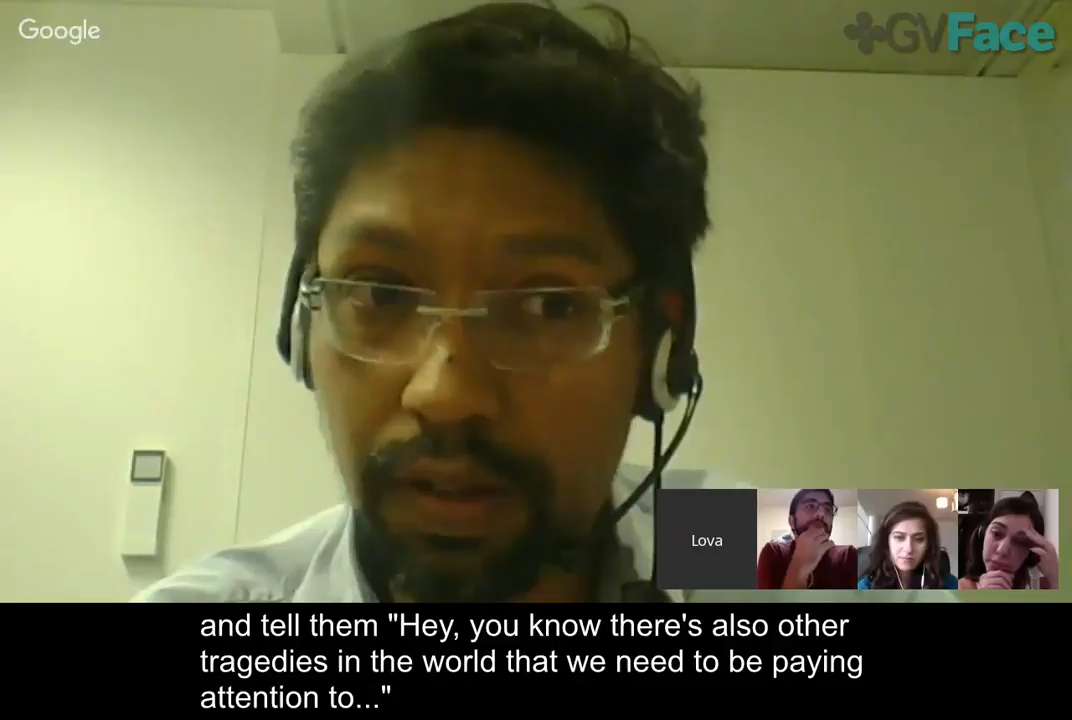 Google
GVFace
Lova
and tell them "Hey, you know there's also other
tragedies in the world that we need to be paying
attention to..."